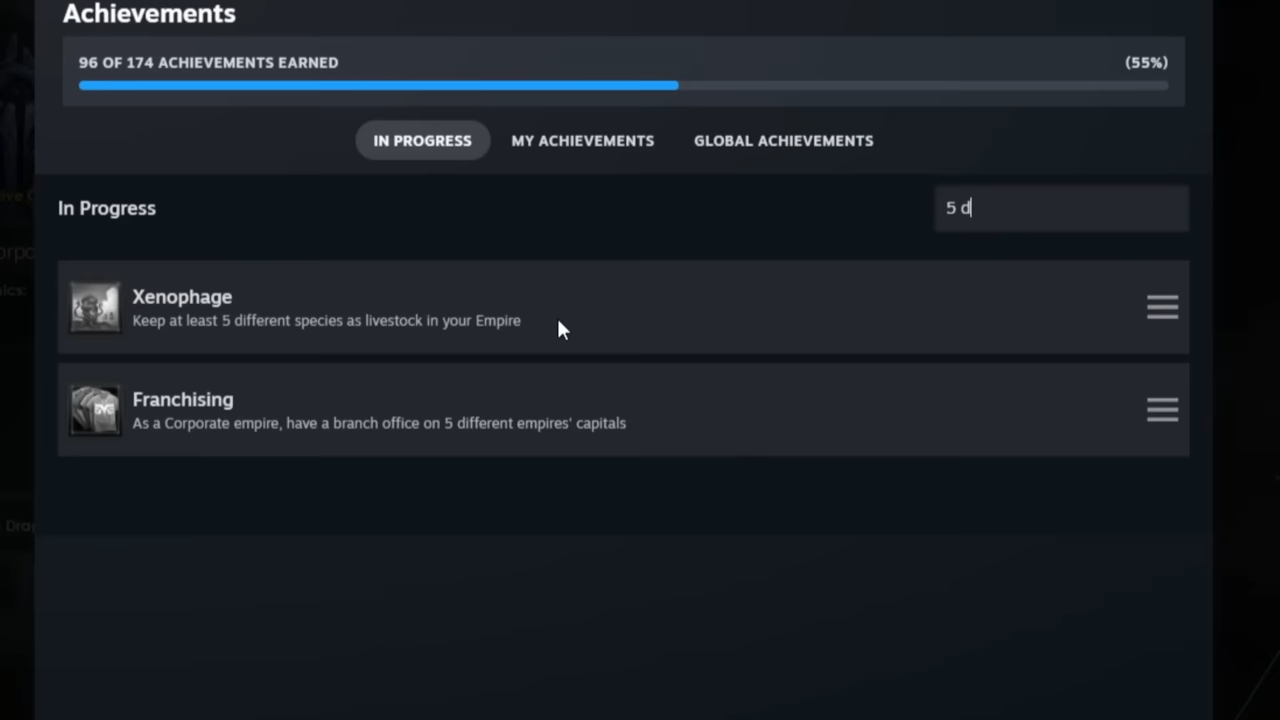 Achievements
96 OF 174 ACHIEVEMENTS EARNED (55%)
IN PROGRESS MY ACHIEVEMENTS GLOBAL ACHIEVEMENTS
In Progress 5 d
Xenophage
Keep at least 5 different species as livestock in your Empire
Franchising
As a Corporate empire, have a branch office on 5 different empires' capitals